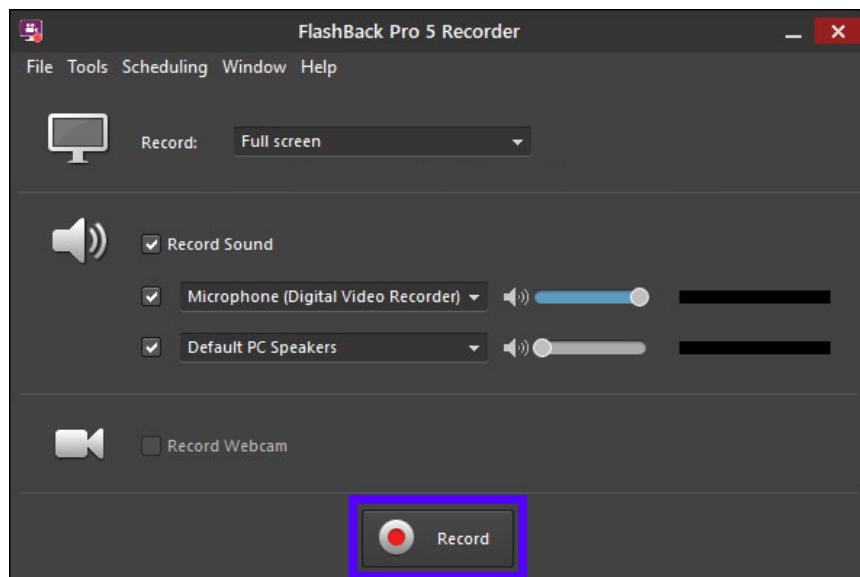 FlashBack Pro 5 Recorder
File Tools Scheduling Window Help
Record: Full screen
Record Sound
Microphone (Digital Video Recorder)
Default PC Speakers
Record Webcam
Record